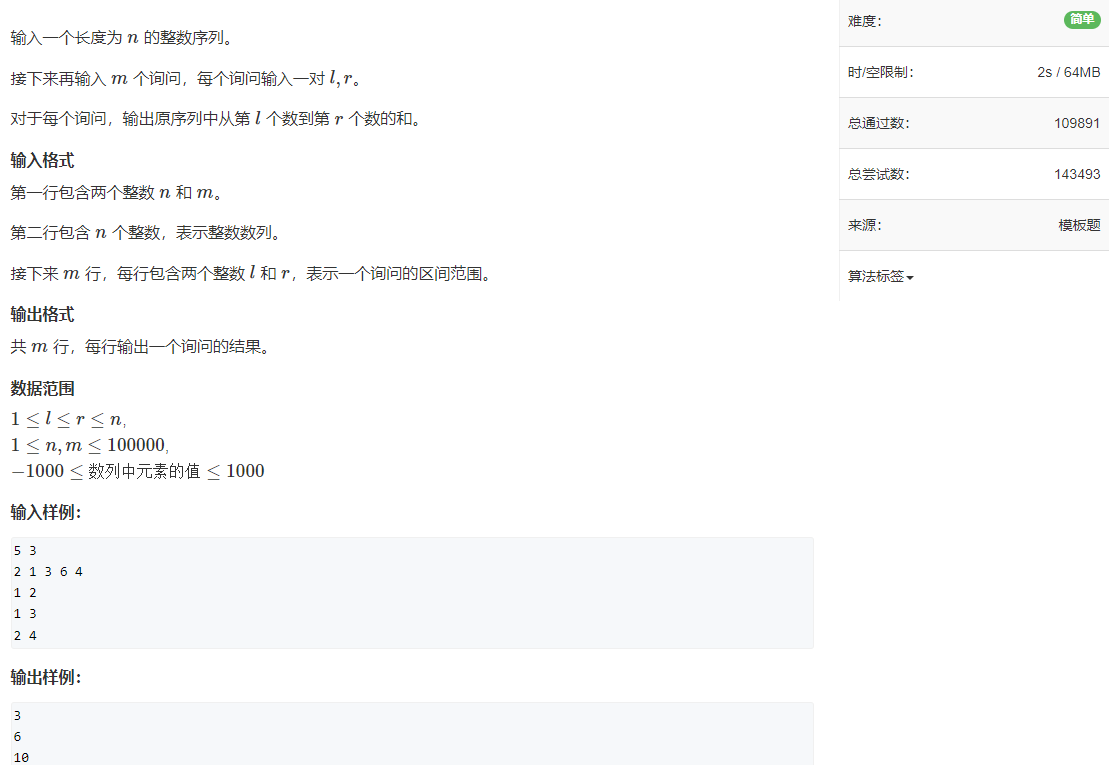 输入一个长度为 n 的整数序列。
接下来再输入 m 个询问，每个询问输入一对 l, r。
对于每个询问，输出原序列中从第 l 个数到第 r 个数的和。
输入格式
第一行包含两个整数 n 和 m。
第二行包含 n 个整数，表示整数数列。
接下来 m 行，每行包含两个整数 l 和 r，表示一个询问的区间范围。
输出格式
共 m 行，每行输出一个询问的结果。
数据范围
1 ≤ l ≤ r ≤ n,
1 ≤ n, m ≤ 100000,
−1000 ≤ 数列中元素的值 ≤ 1000
输入样例：
5 3
2 1 3 6 4
1 2
1 3
2 4
输出样例：
3
6
10
难度： 简单
时/空限制： 2s / 64MB
总通过数： 109891
总尝试数： 143493
来源： 模板题
算法标签